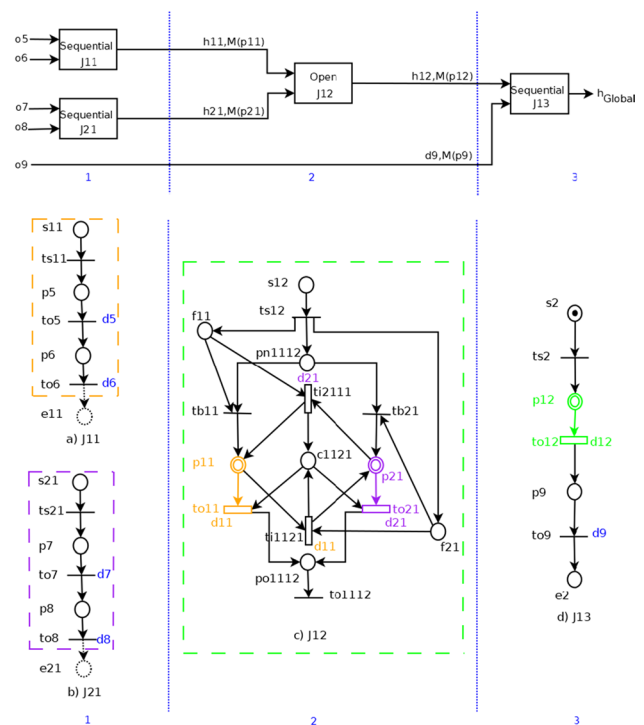 o5
o6
Sequential
J11
h11,M(p11)
o7
o8
Sequential
J21
h21,M(p21)
Open
J12
h12,M(p12)
Sequential
J13
hGlobal
o9
d9,M(p9)
1
2
3
s11
ts11
p5
to5 d5
p6
to6 d6
e11
a) J11
s21
ts21
p7
to7 d7
p8
to8 d8
e21
b) J21
1
s12
ts12
f11
pn1112
d21
ti2111
tb11
tb21
p11
c1121
p21
to11
d11
to21
d21
ti1121
d11
f21
po1112
to1112
c) J12
2
s2
ts2
p12
to12 d12
p9
to9 d9
e2
d) J13
3